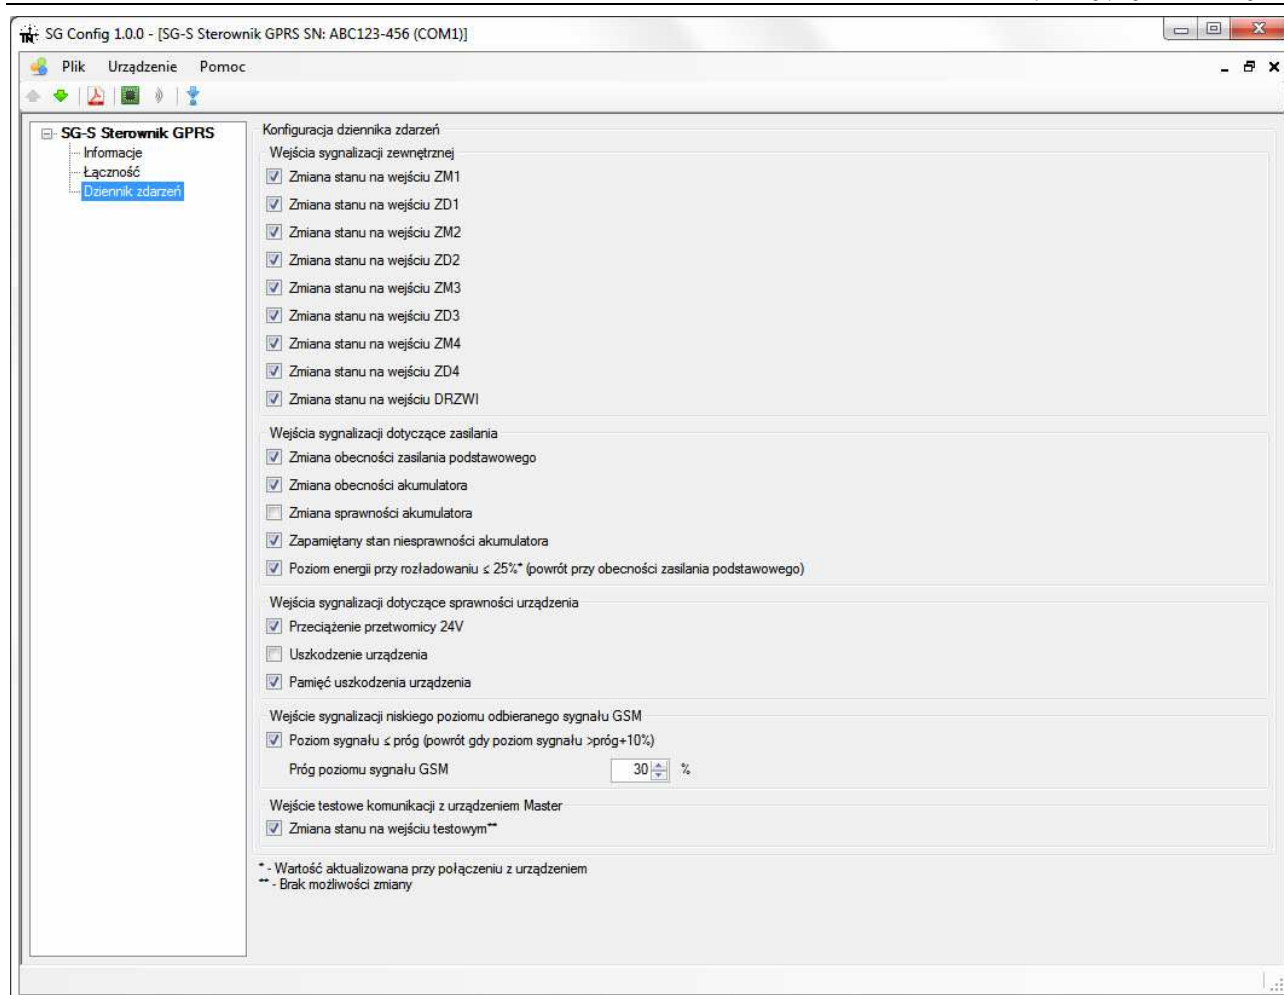 SG Config 1.0.0 - [SG-S Sterownik GPRS SN: ABC123-456 (COM1)]
Plik Urządzenie Pomoc
SG-S Sterownik GPRS
Informacje
Łączność
Dziennik zdarzeń
Konfiguracja dziennika zdarzeń
Wejścia sygnalizacji zewnętrznej
Zmiana stanu na wejściu ZM1
Zmiana stanu na wejściu ZD1
Zmiana stanu na wejściu ZM2
Zmiana stanu na wejściu ZD2
Zmiana stanu na wejściu ZM3
Zmiana stanu na wejściu ZD3
Zmiana stanu na wejściu ZM4
Zmiana stanu na wejściu ZD4
Zmiana stanu na wejściu DRZWI
Wejścia sygnalizacji dotyczące zasilania
Zmiana obecności zasilania podstawowego
Zmiana obecności akumulatora
Zmiana sprawności akumulatora
Zapamiętany stan niesprawności akumulatora
Poziom energii przy rozładowaniu ≤ 25%* (powrót przy obecności zasilania podstawowego)
Wejścia sygnalizacji dotyczące sprawności urządzenia
Przeciążenie przetwornicy 24V
Uszkodzenie urządzenia
Pamięć uszkodzenia urządzenia
Wejście sygnalizacji niskiego poziomu odbieranego sygnału GSM
Poziom sygnału ≤ próg (powrót gdy poziom sygnału >próg+10%)
Próg poziomu sygnału GSM 30 %
Wejście testowe komunikacji z urządzeniem Master
Zmiana stanu na wejściu testowym**
* - Wartość aktualizowana przy połączeniu z urządzeniem
** - Brak możliwości zmiany